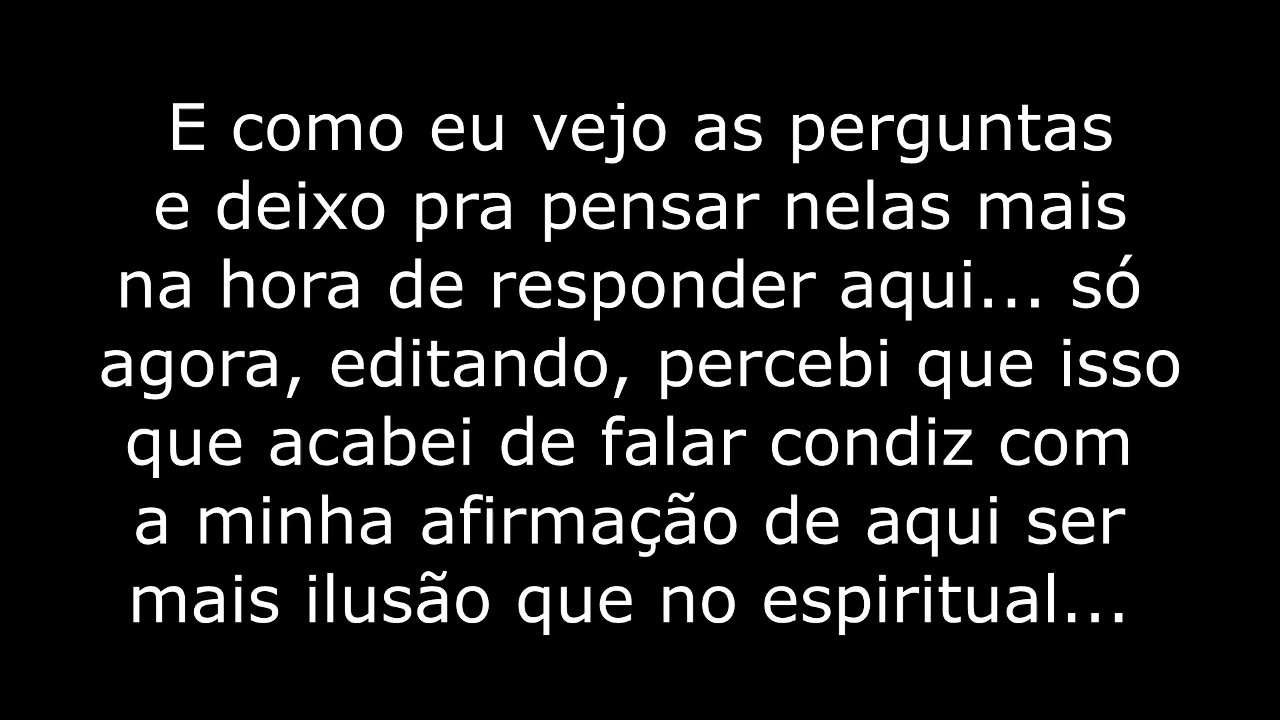 E como eu vejo as perguntas
e deixo pra pensar nelas mais
na hora de responder aqui... só
agora, editando, percebi que isso
que acabei de falar condiz com
a minha afirmação de aqui ser
mais ilusão que no espiritual...